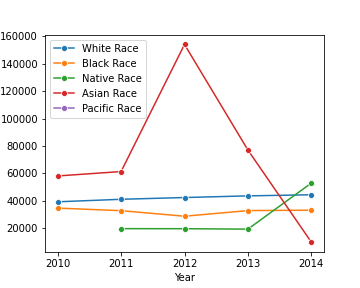 160000
140000
120000
100000
80000
60000
40000
20000
White Race
Black Race
Native Race
Asian Race
Pacific Race
2010 2011 2012 2013 2014
Year